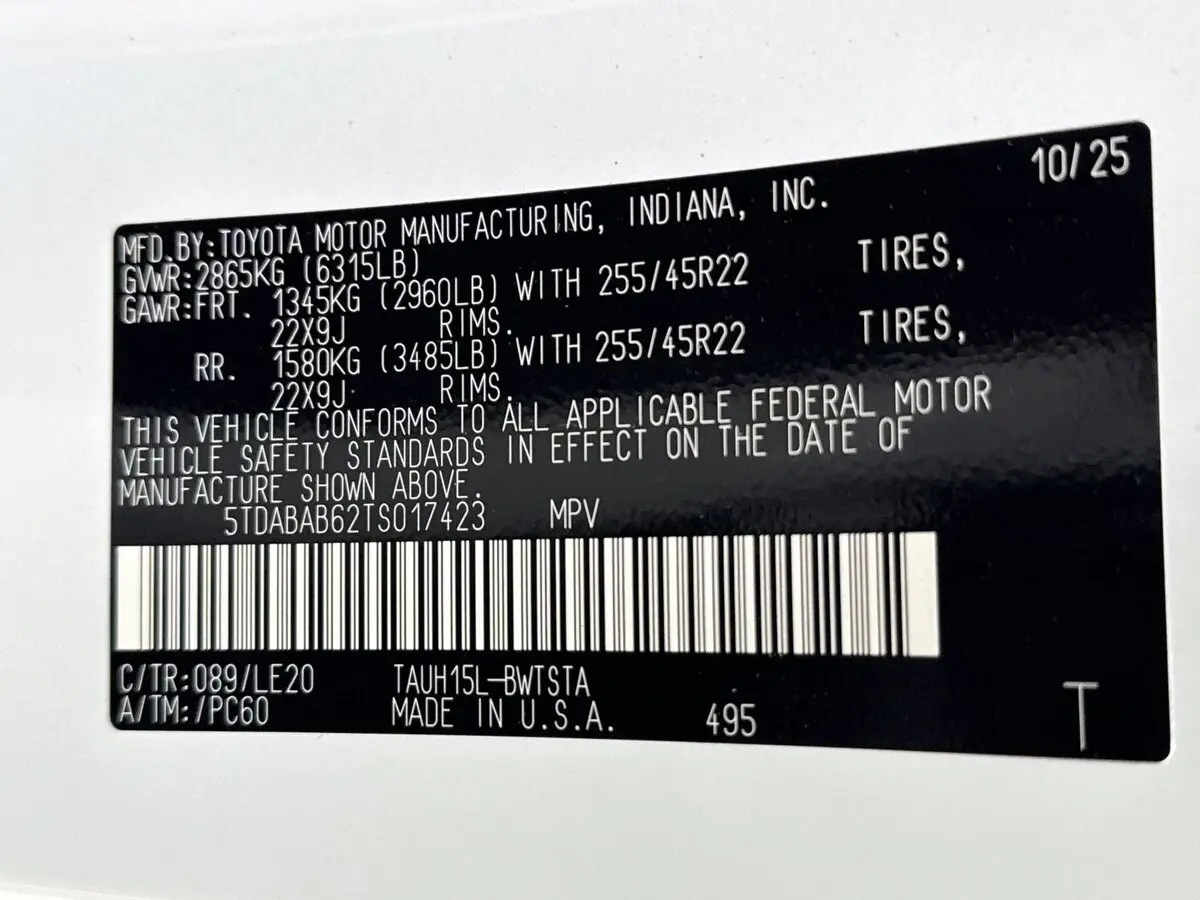 10/25
MFD.BY:TOYOTA MOTOR MANUFACTURING, INDIANA, INC.
GVWR:2865KG (6315LB)
GAWR:FRT. 1345KG (2960LB) WITH 255/45R22 TIRES,
22X9J RIMS.
RR. 1580KG (3485LB) WITH 255/45R22 TIRES,
22X9J RIMS.
THIS VEHICLE CONFORMS TO ALL APPLICABLE FEDERAL MOTOR
VEHICLE SAFETY STANDARDS IN EFFECT ON THE DATE OF
MANUFACTURE SHOWN ABOVE.
5TDABAB62TS017423 MPV
C/TR:089/LE20 TAUH15L-BWTSTA
A/TM:/PC60 MADE IN U.S.A. 495 T